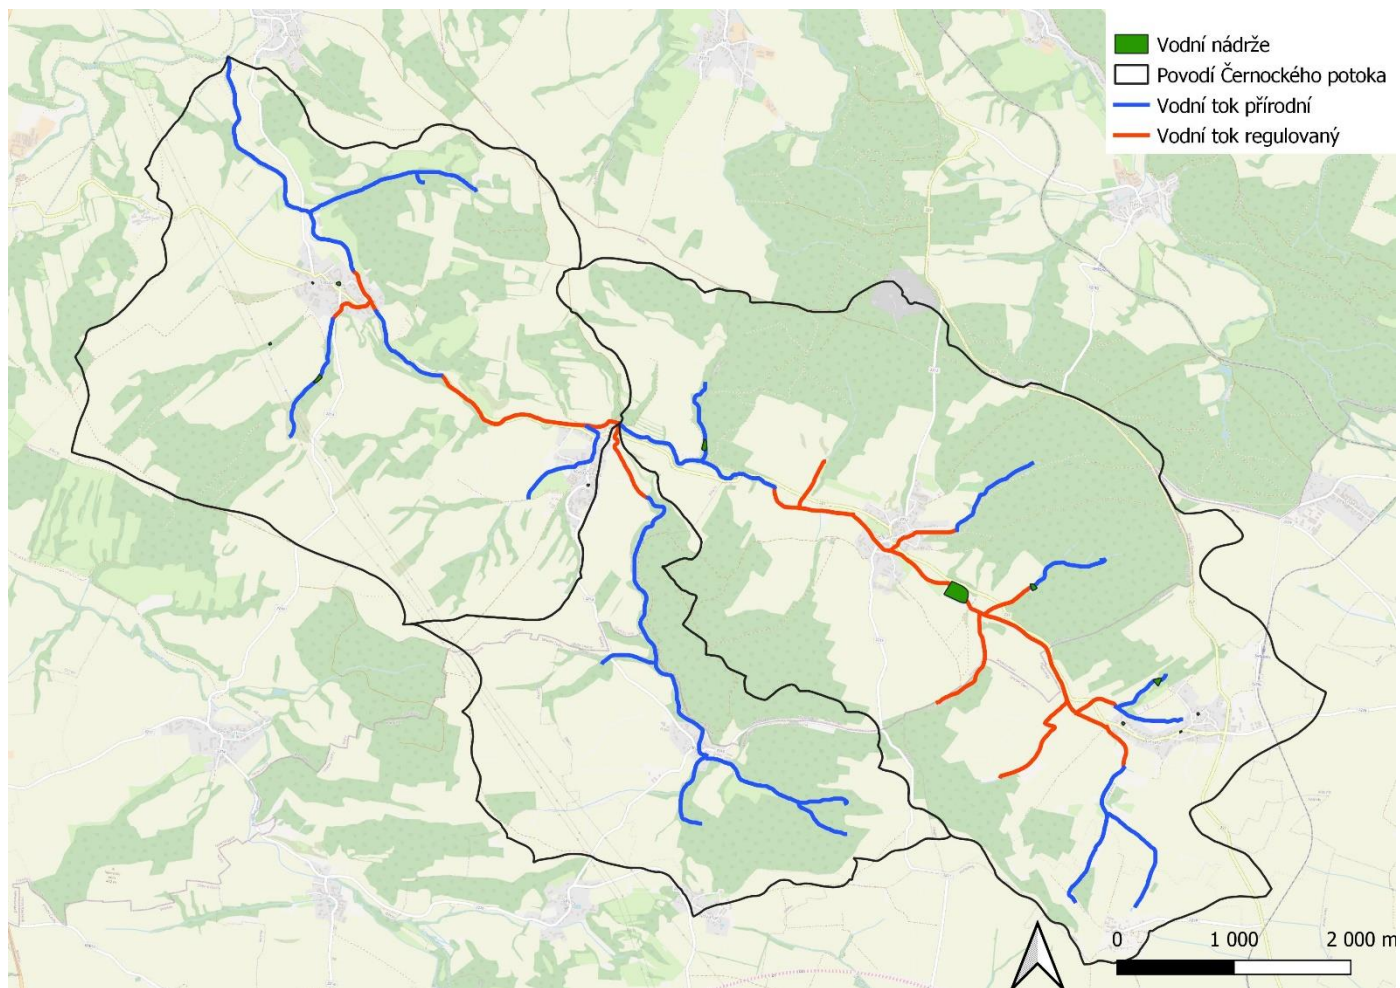 Vodní nádrže
Povodí Černockého potoka
Vodní tok přírodní
Vodní tok regulovaný
0 1 000 2 000 m